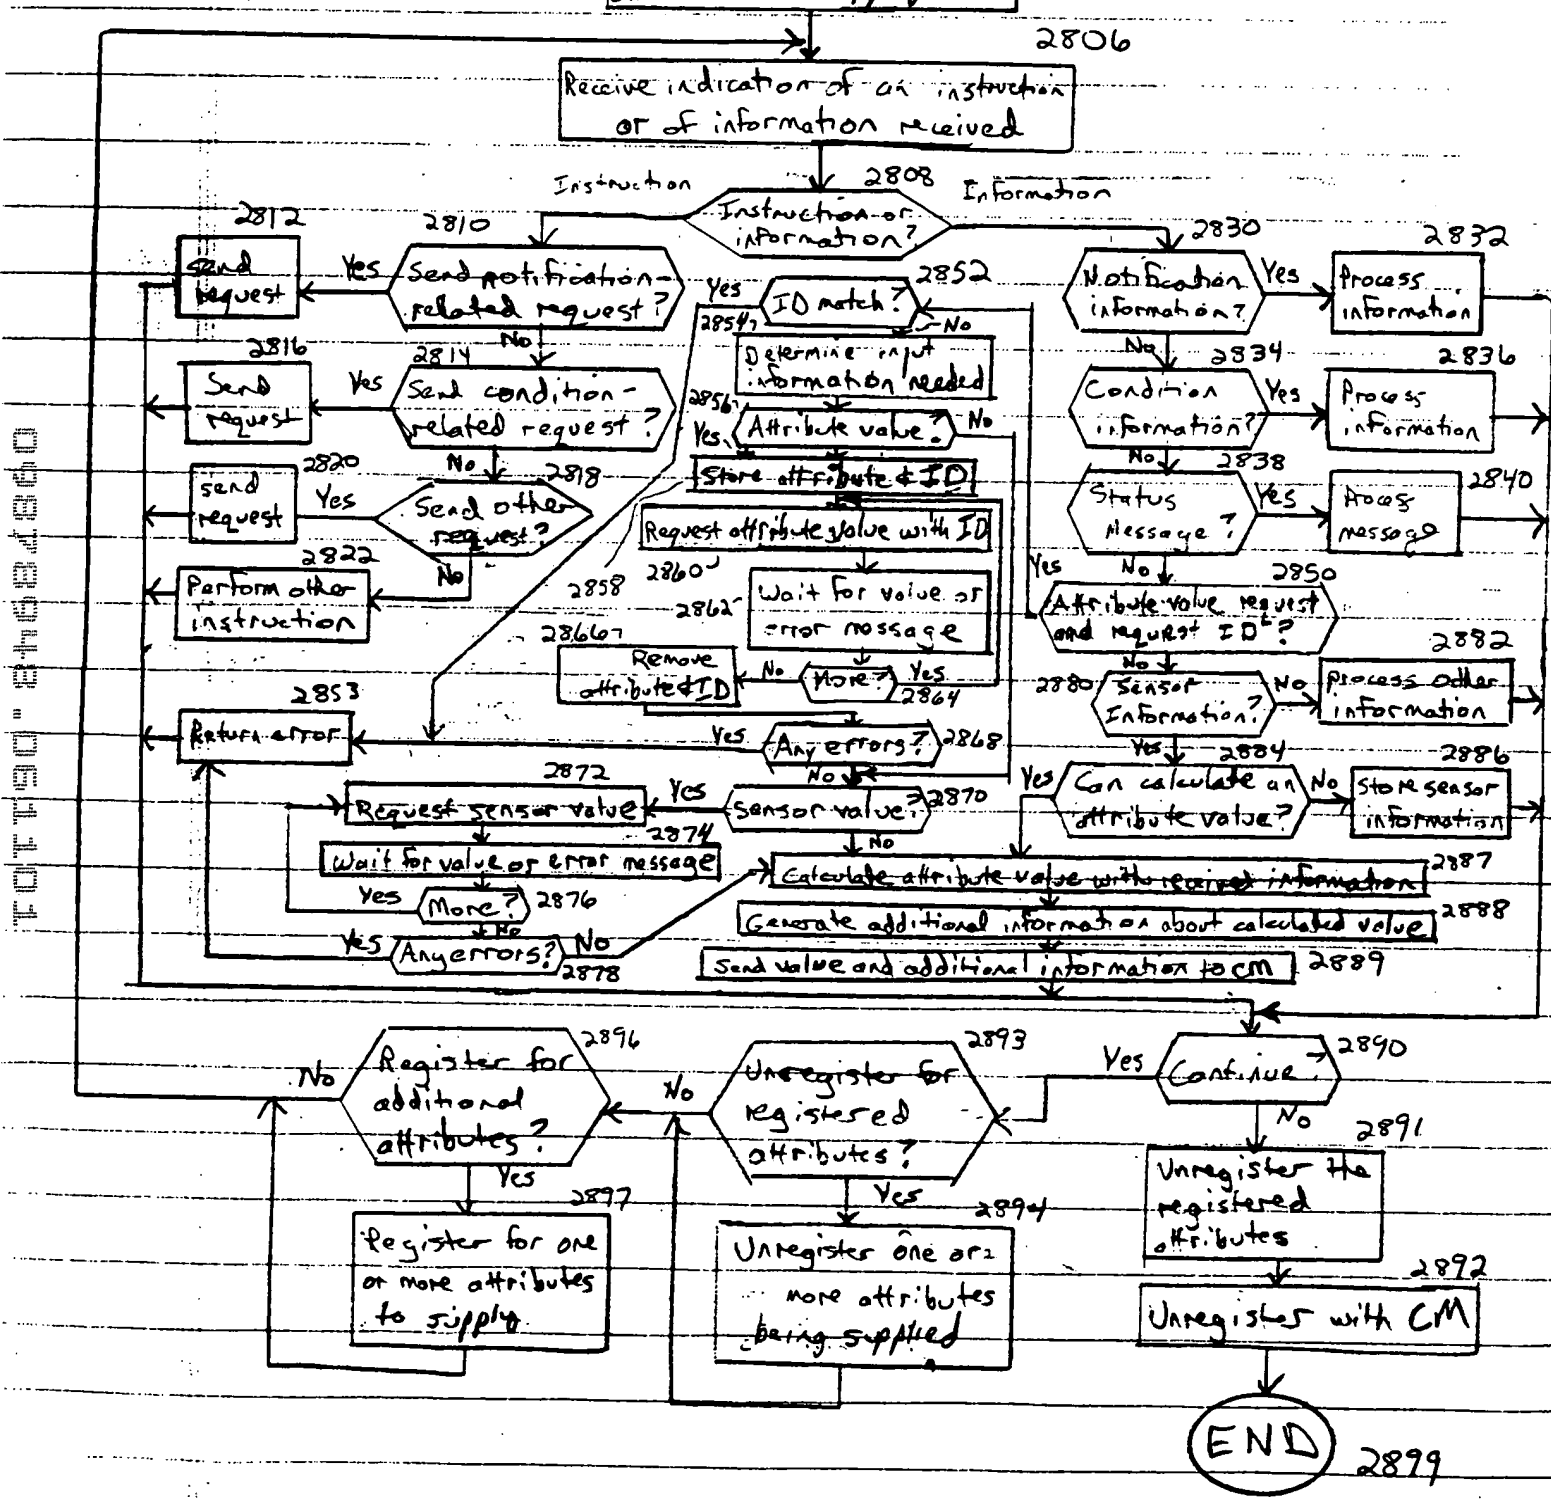 2806
Receive indication of an instruction
or of information received
Instruction
2808
Information
Instruction or
information?
2812
send
request
Yes
2810
Send notification-
related request?
No
2816
Send
request
Yes
2814
Send condition-
related request?
No
2820
send
request
Yes
2818
Send other
request?
No
2822
Perform other
instruction
2852
Yes
ID match?
No
2854
Determine input
information needed
2856
Attribute value?
No
Yes
Store attribute & ID
2858
Request attribute value with ID
2860
Wait for value or
error message
2862
More?
Yes
No
2864
2866
Remove
attribute & ID
2853
Return error
Yes
Any errors?
2868
No
Sensor value?
2870
Yes
No
2872
Request sensor value
2874
Wait for value or error message
Yes
More?
2876
No
Yes
Any errors?
No
2878
2830
Notification
information?
Yes
2832
Process
information
No
2834
Condition
information?
Yes
2836
Process
information
No
2838
Status
Message?
Yes
2840
Process
message
No
2850
Yes
Attribute value request
and request ID?
No
2880
Sensor
Information?
No
2882
Process other
information
Yes
2884
Yes
Can calculate an
attribute value?
No
2886
Store sensor
information
2887
Calculate attribute value with received information
2888
Generate additional information about calculated value
Send value and additional information to CM
2889
2890
Continue?
Yes
No
2891
Unregister the
registered
attributes
2892
Unregister with CM
END
2899
2893
Unregister for
registered
attributes?
No
Yes
2894
Unregister one or
more attributes
being supplied
2896
Register for
additional
attributes?
No
Yes
2897
Register for one
or more attributes
to supply